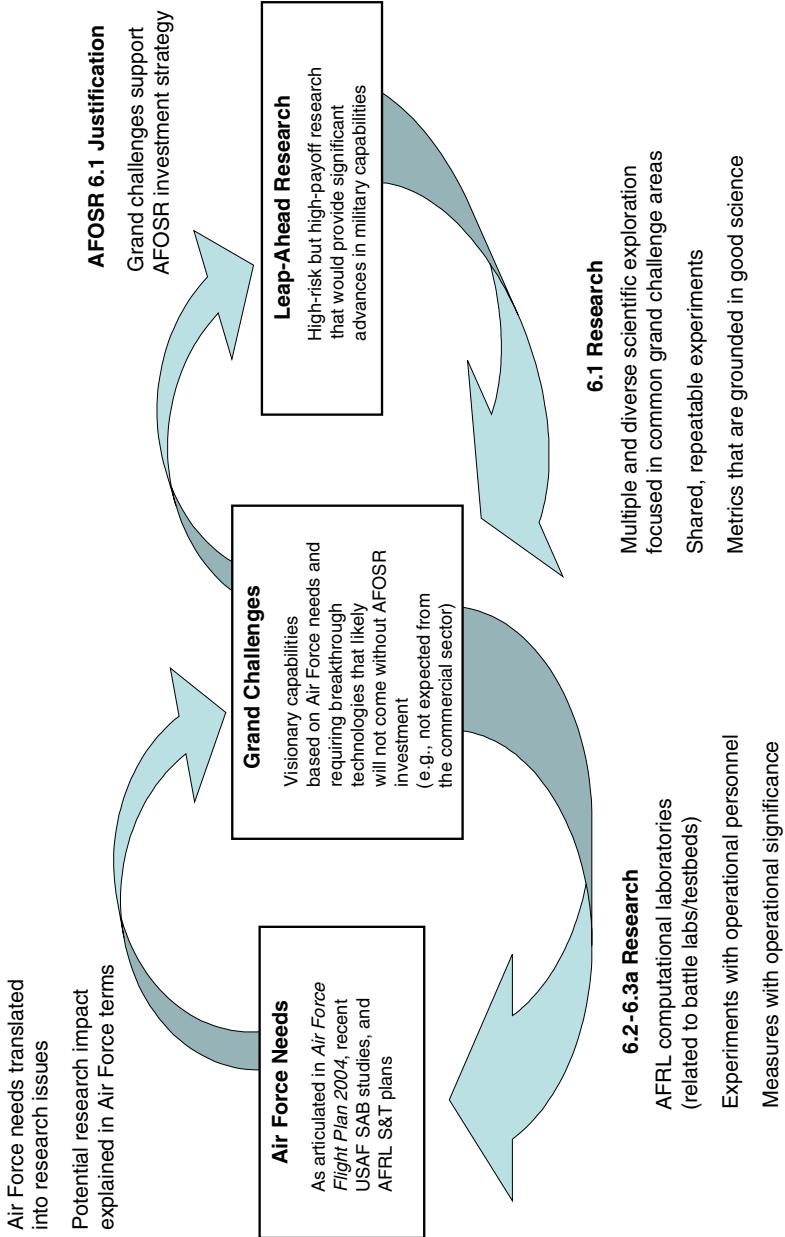 Air Force needs translated
into research issues
Potential research impact
explained in Air Force terms
AFOSR 6.1 Justification
Grand challenges support
AFOSR investment strategy
Air Force Needs
As articulated in Air Force
Flight Plan 2004, recent
USAF SAB studies, and
AFRL S&T plans
Grand Challenges
Visionary capabilities
based on Air Force needs and
requiring breakthrough
technologies that likely
will not come without AFOSR
investment
(e.g., not expected from
the commercial sector)
Leap-Ahead Research
High-risk but high-payoff research
that would provide significant
advances in military capabilities
6.2-6.3a Research
AFRL computational laboratories
(related to battle labs/testbeds)
Experiments with operational personnel
Measures with operational significance
6.1 Research
Multiple and diverse scientific exploration
focused in common grand challenge areas
Shared, repeatable experiments
Metrics that are grounded in good science